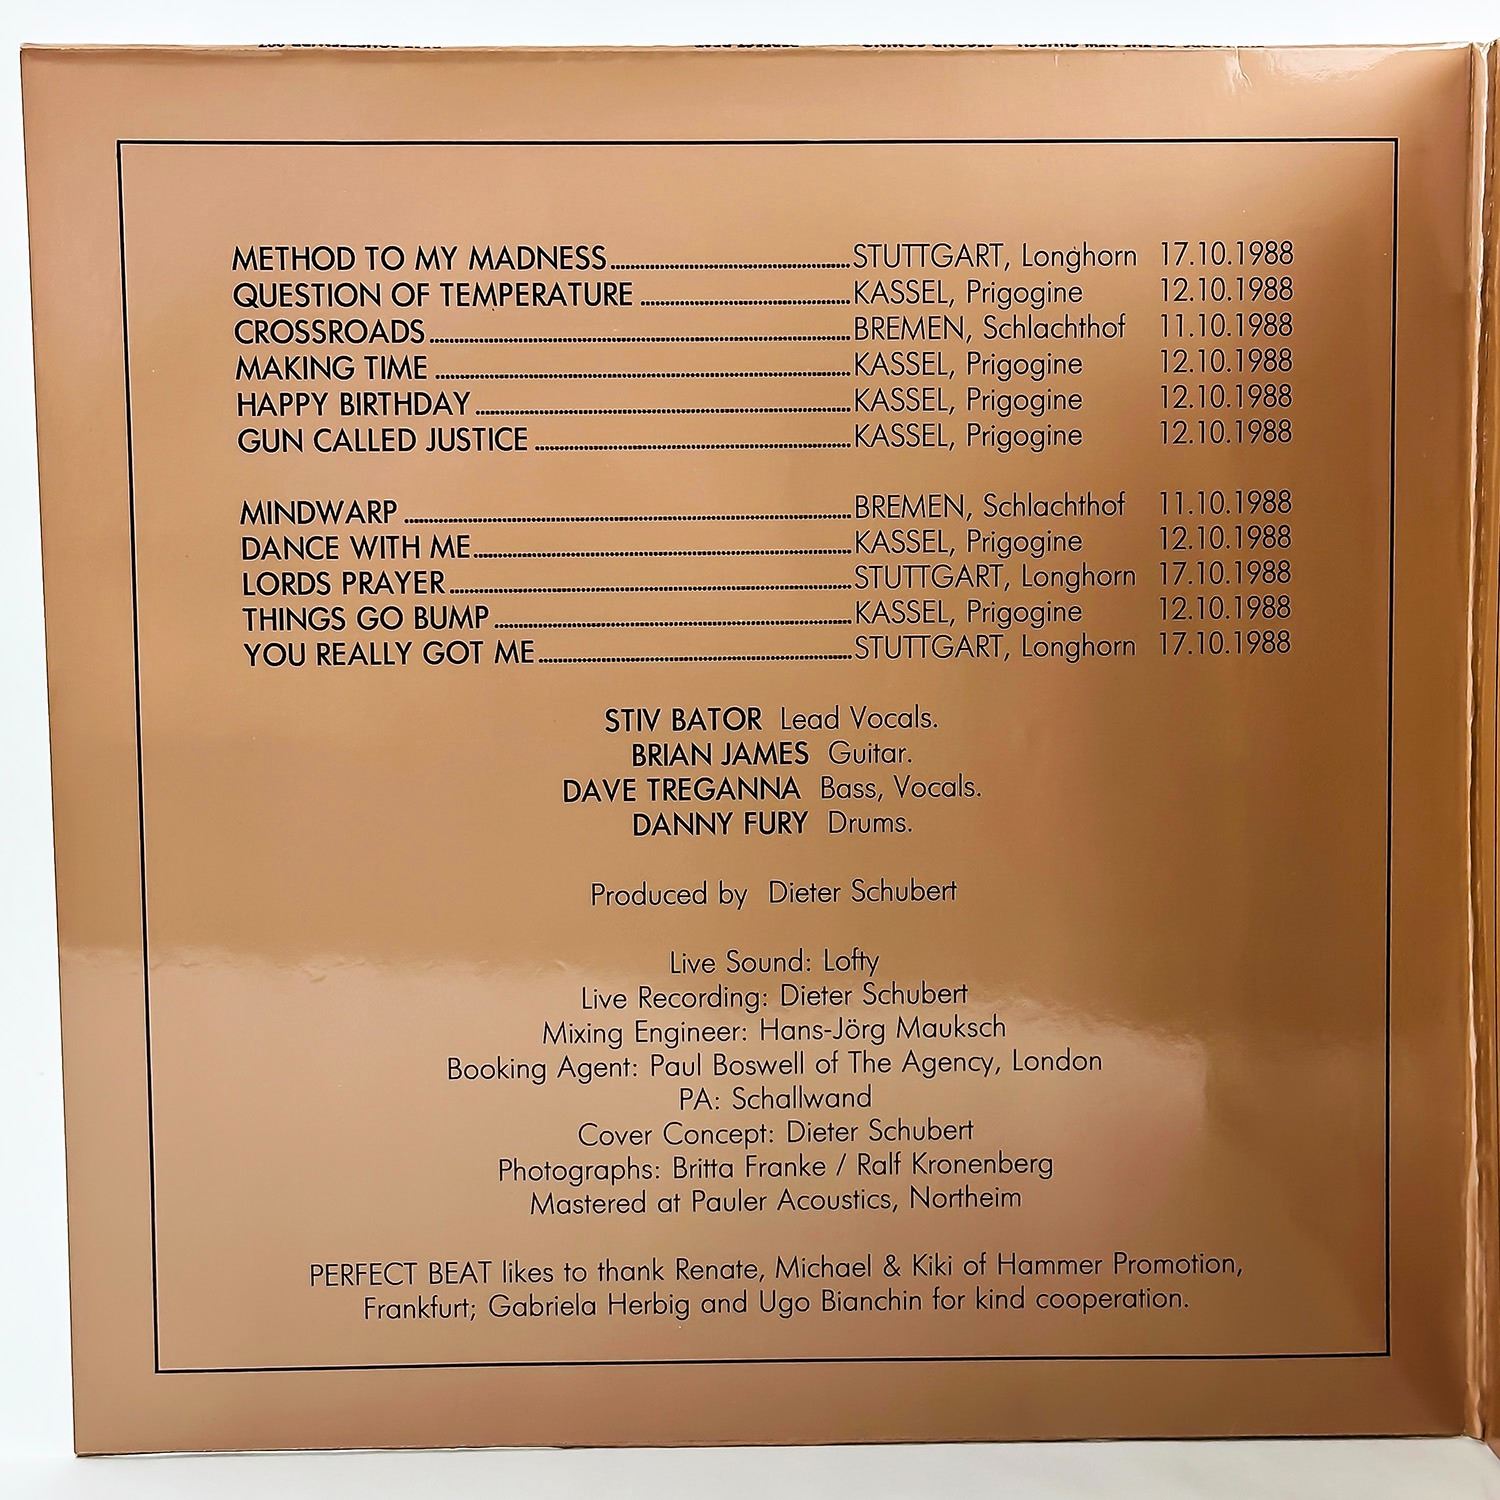 METHOD TO MY MADNESS STUTTGART, Longhorn 17.10.1988
QUESTION OF TEMPERATURE KASSEL, Prigogine 12.10.1988
CROSSROADS BREMEN, Schlachthof 11.10.1988
MAKING TIME KASSEL, Prigogine 12.10.1988
HAPPY BIRTHDAY KASSEL, Prigogine 12.10.1988
GUN CALLED JUSTICE KASSEL, Prigogine 12.10.1988
MINDWARP BREMEN, Schlachthof 11.10.1988
DANCE WITH ME KASSEL, Prigogine 12.10.1988
LORDS PRAYER STUTTGART, Longhorn 17.10.1988
THINGS GO BUMP KASSEL, Prigogine 12.10.1988
YOU REALLY GOT ME STUTTGART, Longhorn 17.10.1988
STIV BATOR Lead Vocals.
BRIAN JAMES Guitar.
DAVE TREGANNA Bass, Vocals.
DANNY FURY Drums.
Produced by Dieter Schubert
Live Sound: Lofty
Live Recording: Dieter Schubert
Mixing Engineer: Hans-Jörg Mauksch
Booking Agent: Paul Boswell of The Agency, London
PA: Schallwand
Cover Concept: Dieter Schubert
Photographs: Britta Franke / Ralf Kronenberg
Mastered at Pauler Acoustics, Northeim
PERFECT BEAT likes to thank Renate, Michael & Kiki of Hammer Promotion,
Frankfurt; Gabriela Herbig and Ugo Bianchin for kind cooperation.